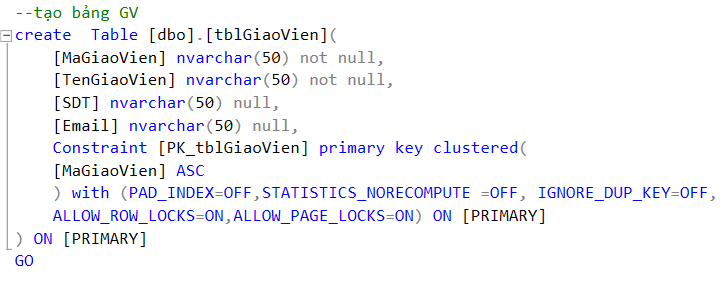 --tạo bảng GV
create  Table [dbo].[tblGiaoVien](
[MaGiaoVien] nvarchar(50) not null,
[TenGiaoVien] nvarchar(50) not null,
[SDT] nvarchar(50) null,
[Email] nvarchar(50) null,
Constraint [PK_tblGiaoVien] primary key clustered(
[MaGiaoVien] ASC
) with (PAD_INDEX=OFF,STATISTICS_NORECOMPUTE =OFF, IGNORE_DUP_KEY=OFF,
ALLOW_ROW_LOCKS=ON,ALLOW_PAGE_LOCKS=ON) ON [PRIMARY]
) ON [PRIMARY]
GO